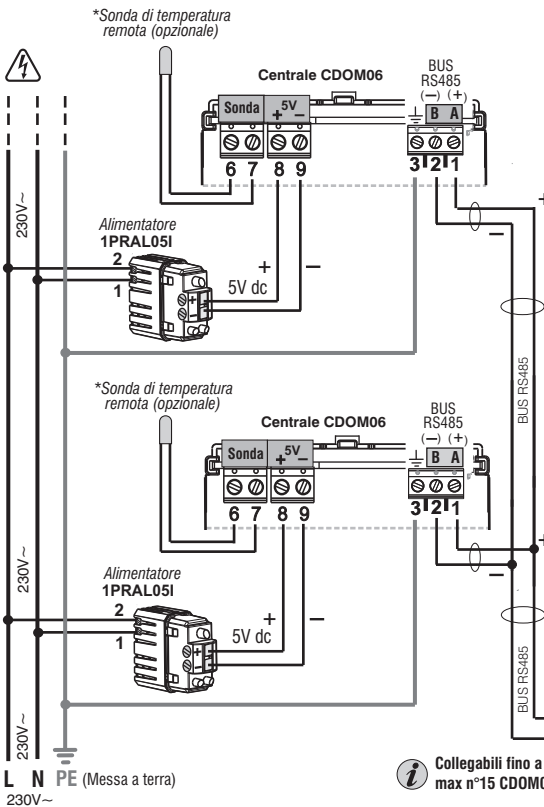 *Sonda di temperatura
remota (opzionale)
Centrale CDOM06
BUS
RS485
(–) (+)
Sonda
+ 5V –
B A
6 7 8 9
3 2 1
230V~
Alimentatore
1PRAL05I
2
1
+ –
5V dc
+
–
BUS RS485
*Sonda di temperatura
remota (opzionale)
Centrale CDOM06
BUS
RS485
(–) (+)
Sonda
+ 5V –
B A
6 7 8 9
3 2 1
230V~
Alimentatore
1PRAL05I
2
1
+ –
5V dc
+
–
BUS RS485
230V~
L N PE (Messa a terra)
230V~
i
Collegabili fino a
max n°15 CDOM0